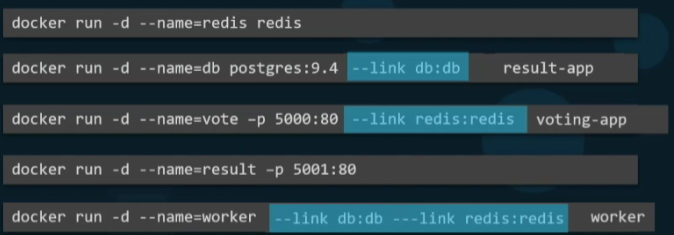 docker run -d --name=redis redis
docker run -d --name=db postgres:9.4 --link db:db result-app
docker run -d --name=vote –p 5000:80 --link redis:redis voting-app
docker run -d --name=result –p 5001:80
docker run -d --name=worker --link db:db ---link redis:redis worker